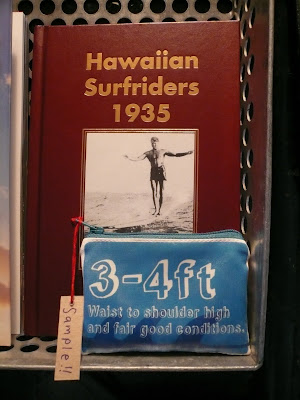 Hawaiian
Surfriders
1935
3-4ft
Waist to shoulder high
and fair good conditions.
Sample!!